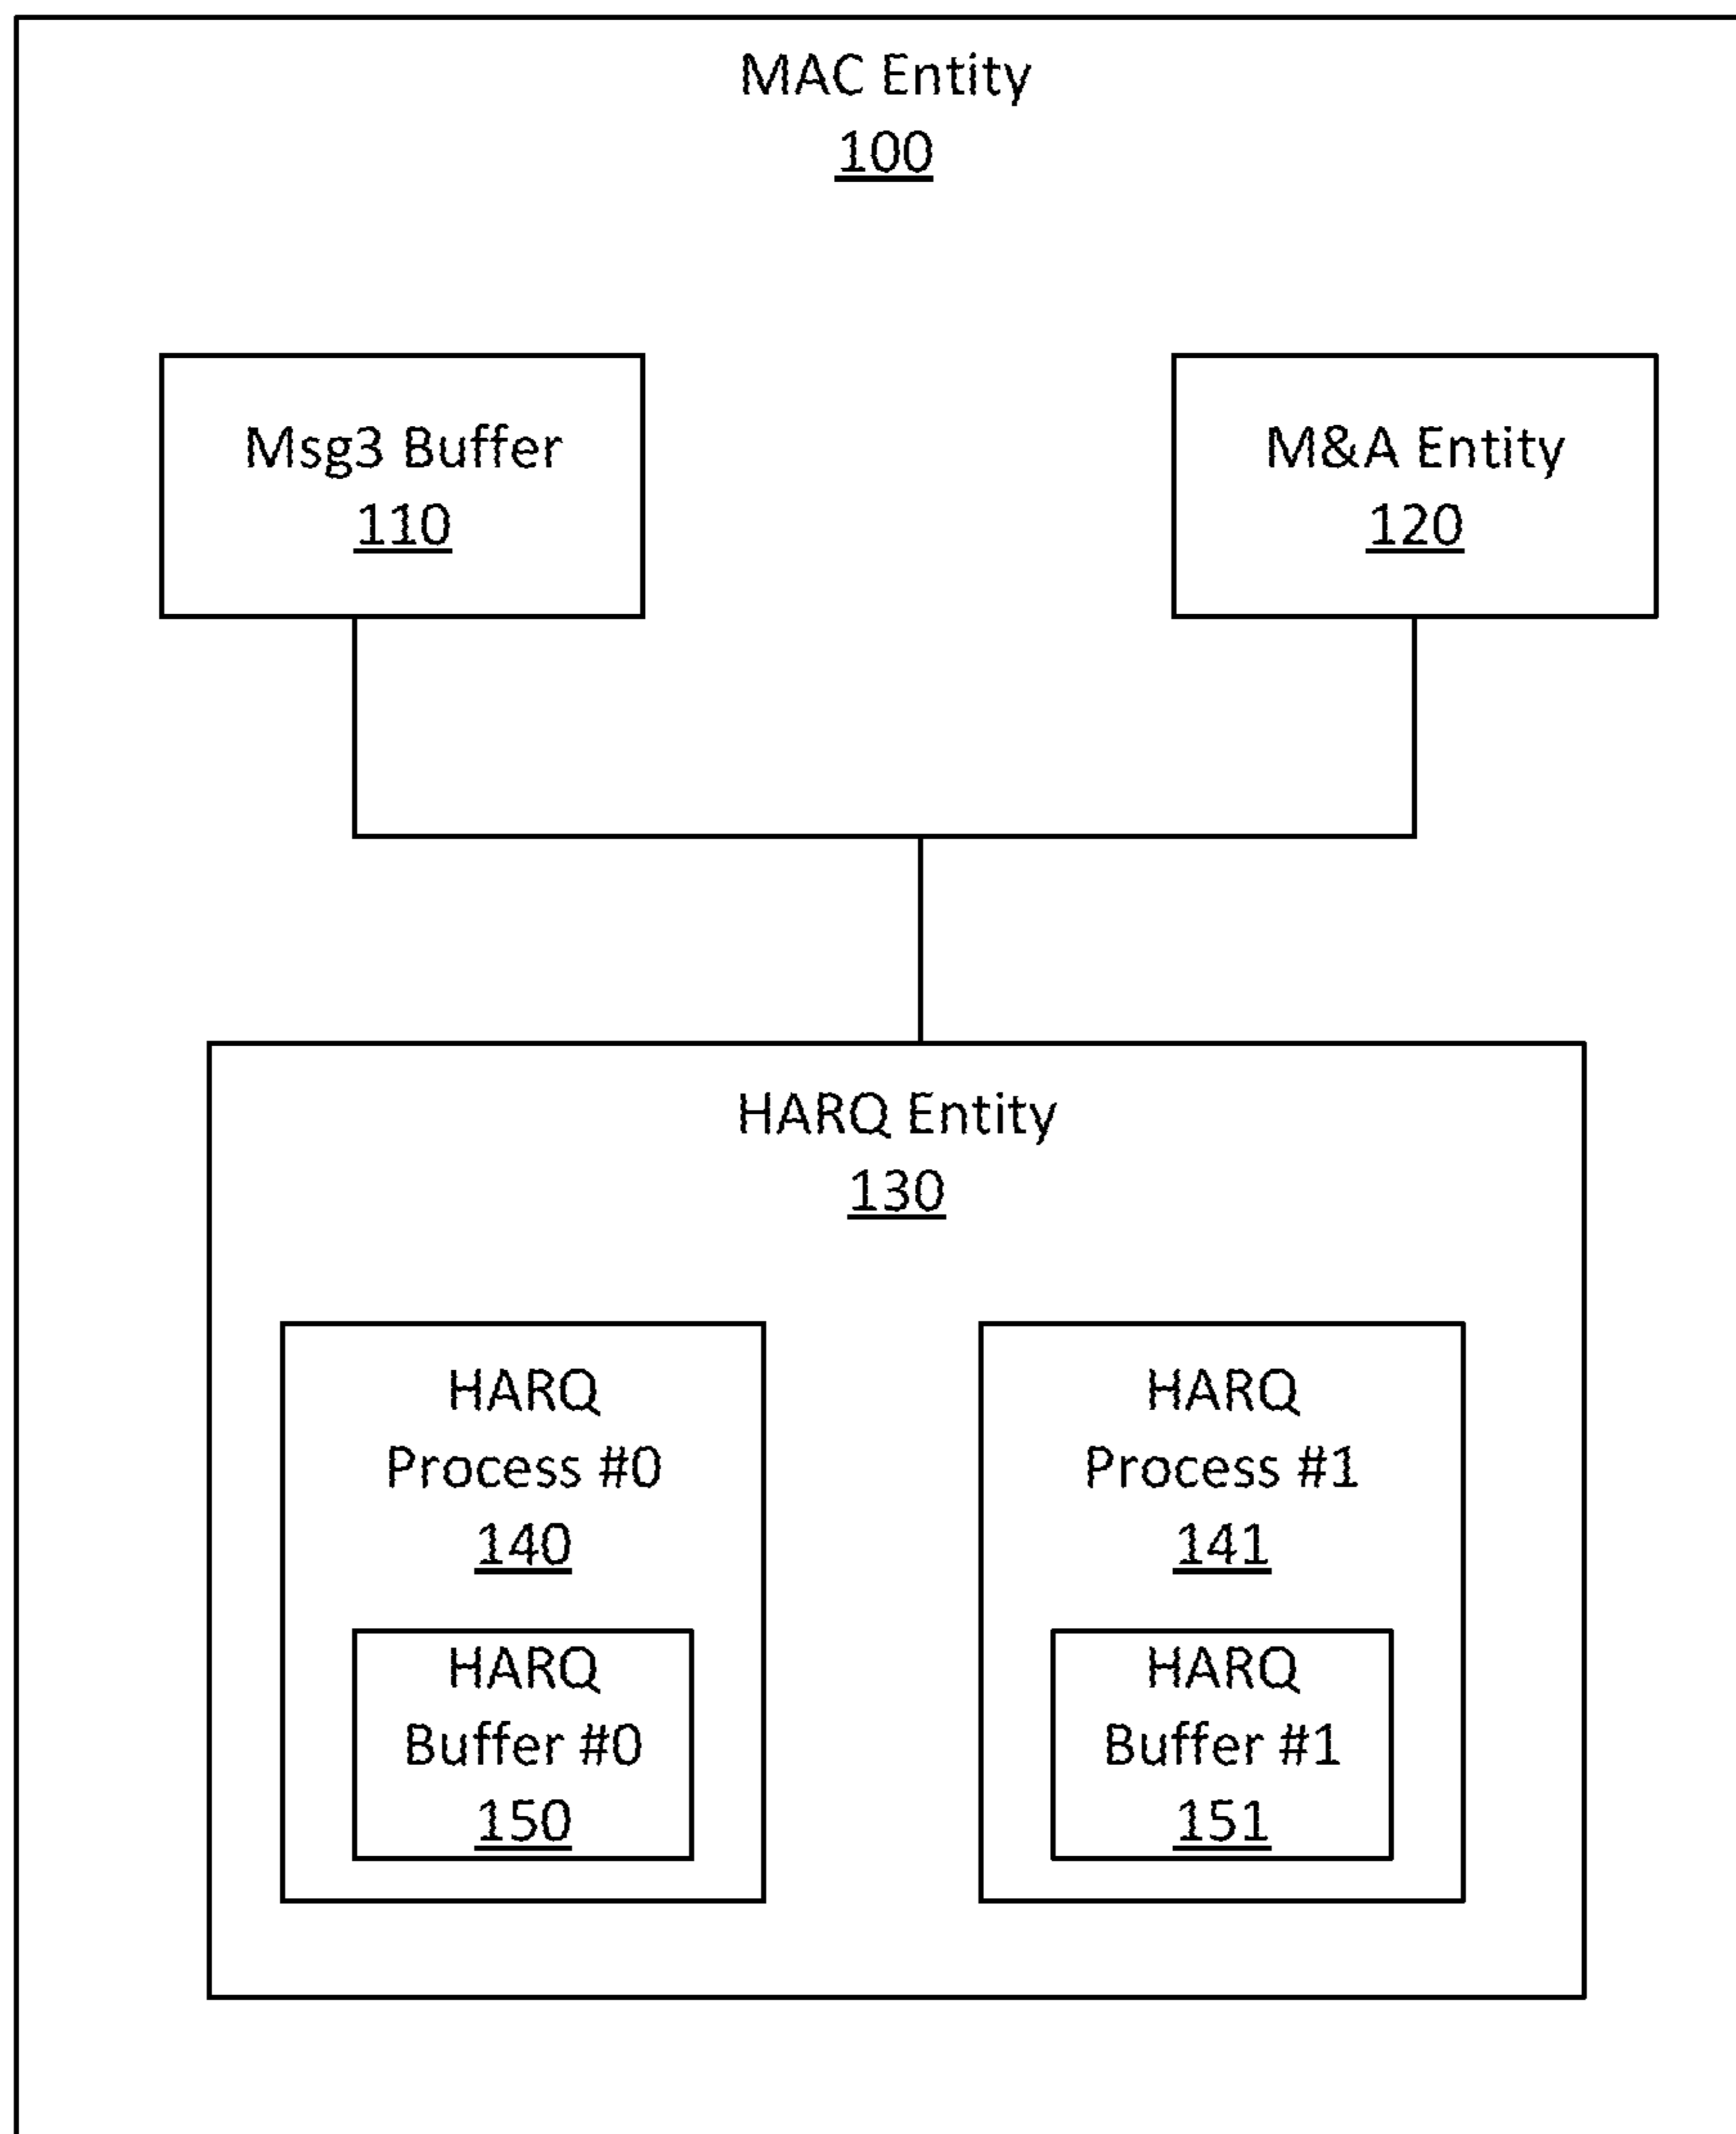 MAC Entity
100
Msg3 Buffer
110
M&A Entity
120
HARQ Entity
130
HARQ
Process #0
140
HARQ
Buffer #0
150
HARQ
Process #1
141
HARQ
Buffer #1
151